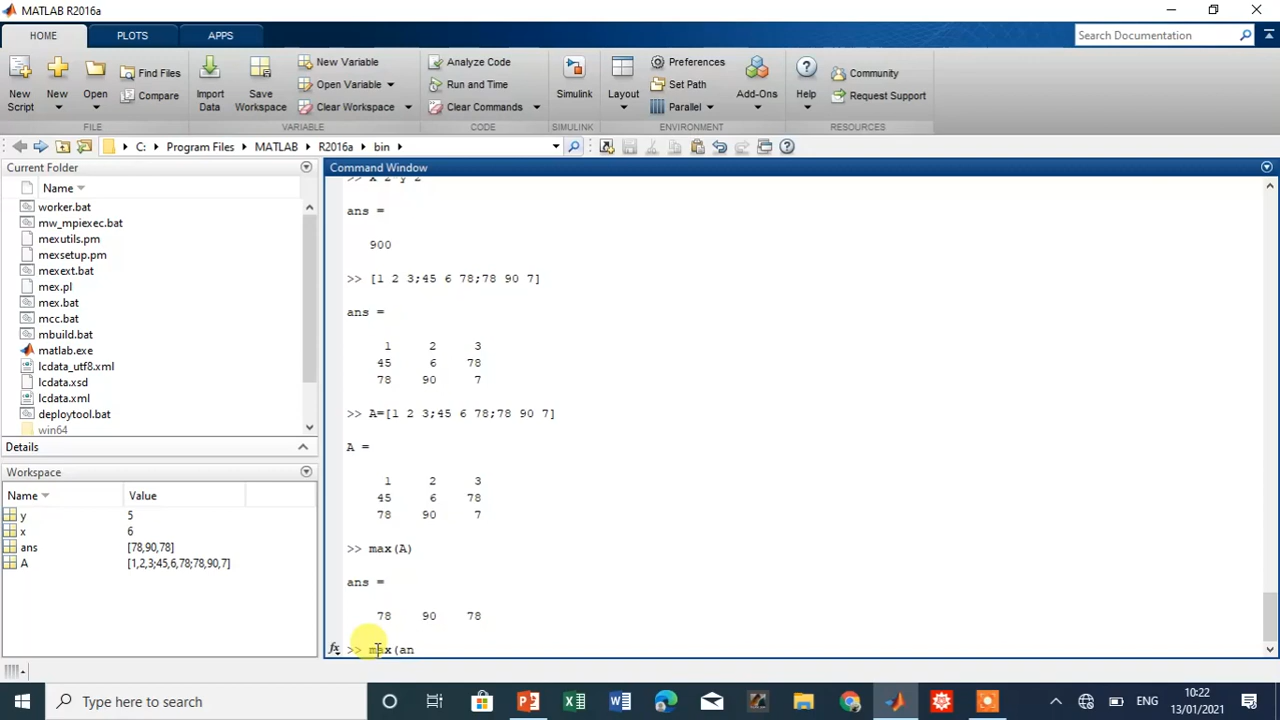 MATLAB R2016a
HOME PLOTS APPS
Search Documentation
New Script
New
Open
Find Files
Compare
FILE
Import Data
Save Workspace
New Variable
Open Variable
Clear Workspace
VARIABLE
Analyze Code
Run and Time
Clear Commands
CODE
Simulink
SIMULINK
Layout
Preferences
Set Path
Parallel
Add-Ons
ENVIRONMENT
Help
Community
Request Support
RESOURCES
C: Program Files MATLAB R2016a bin
Current Folder
Name
worker.bat
mw_mpiexec.bat
mexutils.pm
mexsetup.pm
mexext.bat
mex.pl
mex.bat
mcc.bat
mbuild.bat
matlab.exe
lcdata_utf8.xml
lcdata.xsd
lcdata.xml
deploytool.bat
win64
Details
Workspace
Name Value
y 5
x 6
ans [78,90,78]
A [1,2,3;45,6,78;78,90,7]
Command Window
ans =
900
>> [1 2 3;45 6 78;78 90 7]
ans =
1 2 3
45 6 78
78 90 7
>> A=[1 2 3;45 6 78;78 90 7]
A =
1 2 3
45 6 78
78 90 7
>> max(A)
ans =
78 90 78
fx >> max(an
Type here to search
ENG
10:22
13/01/2021